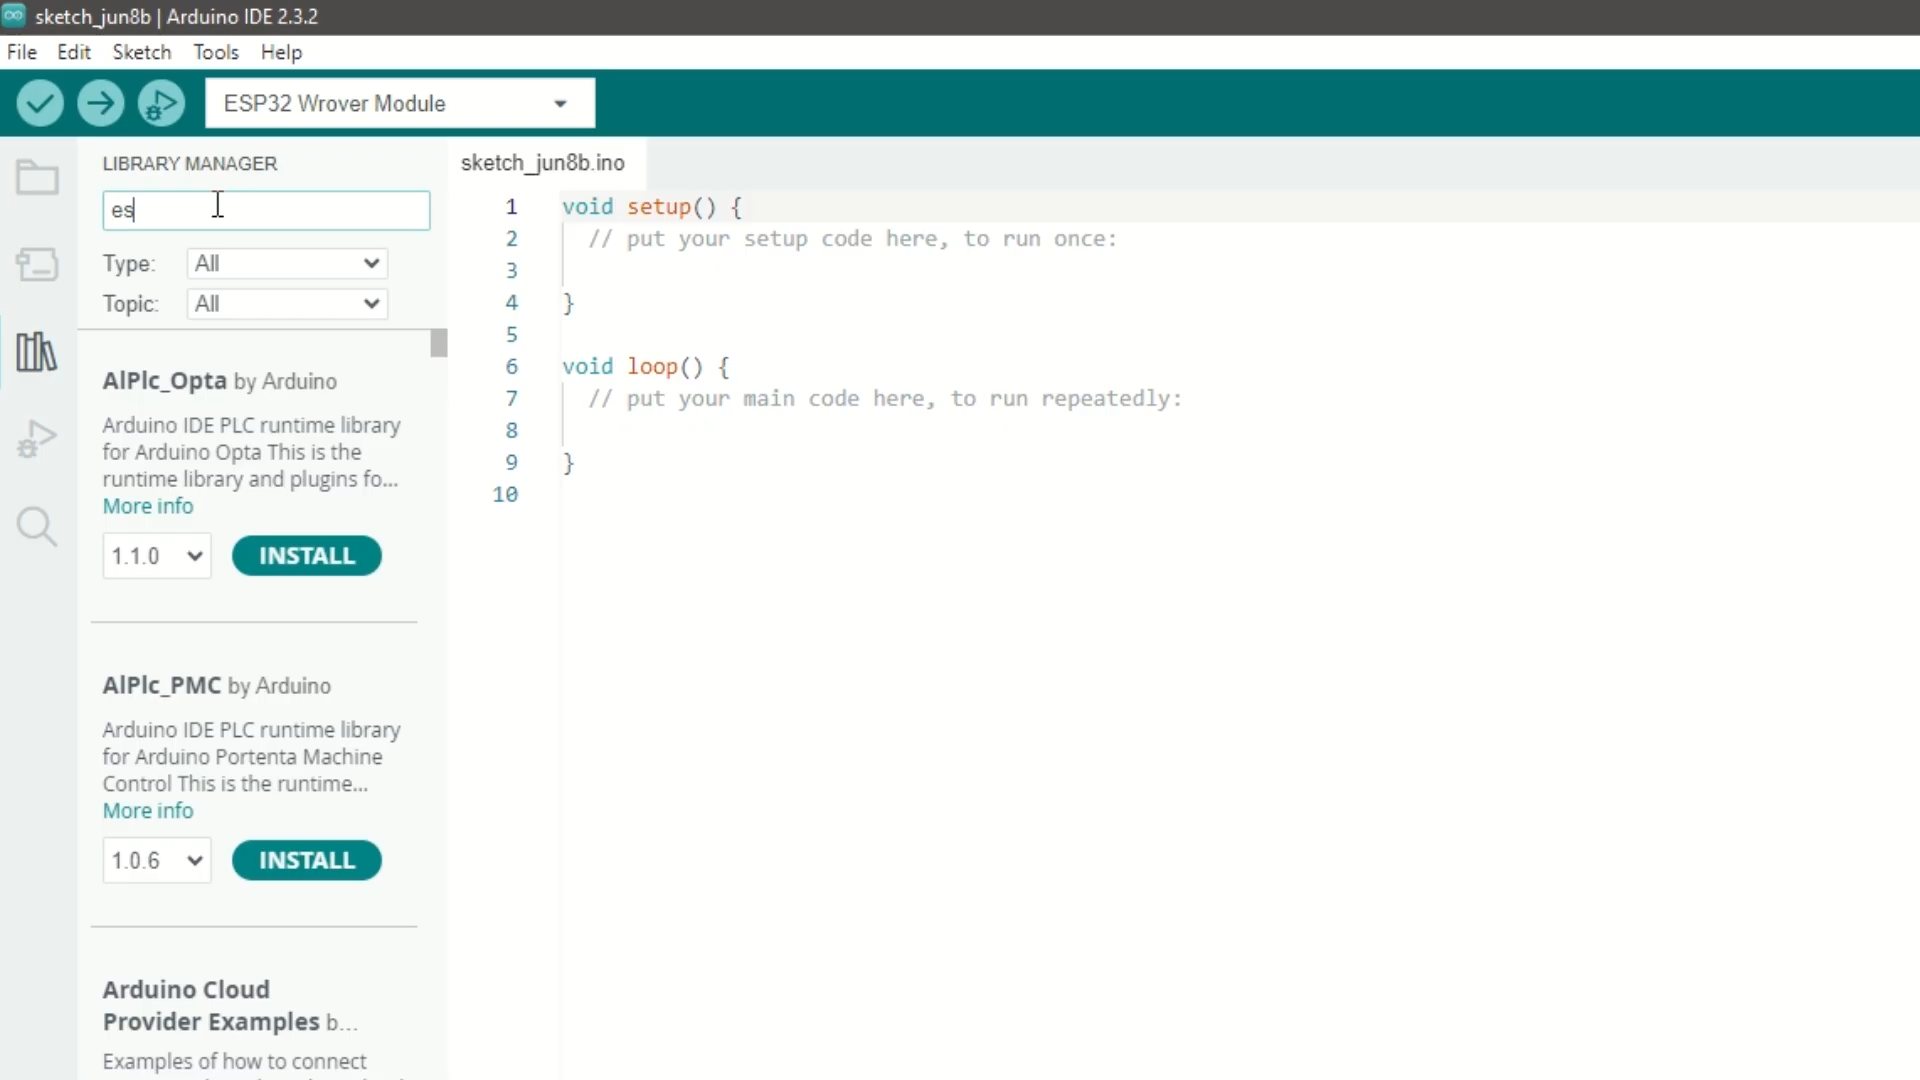 sketch_jun8b | Arduino IDE 2.3.2
File Edit Sketch Tools Help
ESP32 Wrover Module
LIBRARY MANAGER
es
Type: All
Topic: All
AlPlc_Opta by Arduino
Arduino IDE PLC runtime library
for Arduino Opta This is the
runtime library and plugins fo...
More info
1.1.0 INSTALL
AlPlc_PMC by Arduino
Arduino IDE PLC runtime library
for Arduino Portenta Machine
Control This is the runtime...
More info
1.0.6 INSTALL
Arduino Cloud
Provider Examples b...
Examples of how to connect
sketch_jun8b.ino
1 void setup() {
2 // put your setup code here, to run once:
3
4 }
5
6 void loop() {
7 // put your main code here, to run repeatedly:
8
9 }
10